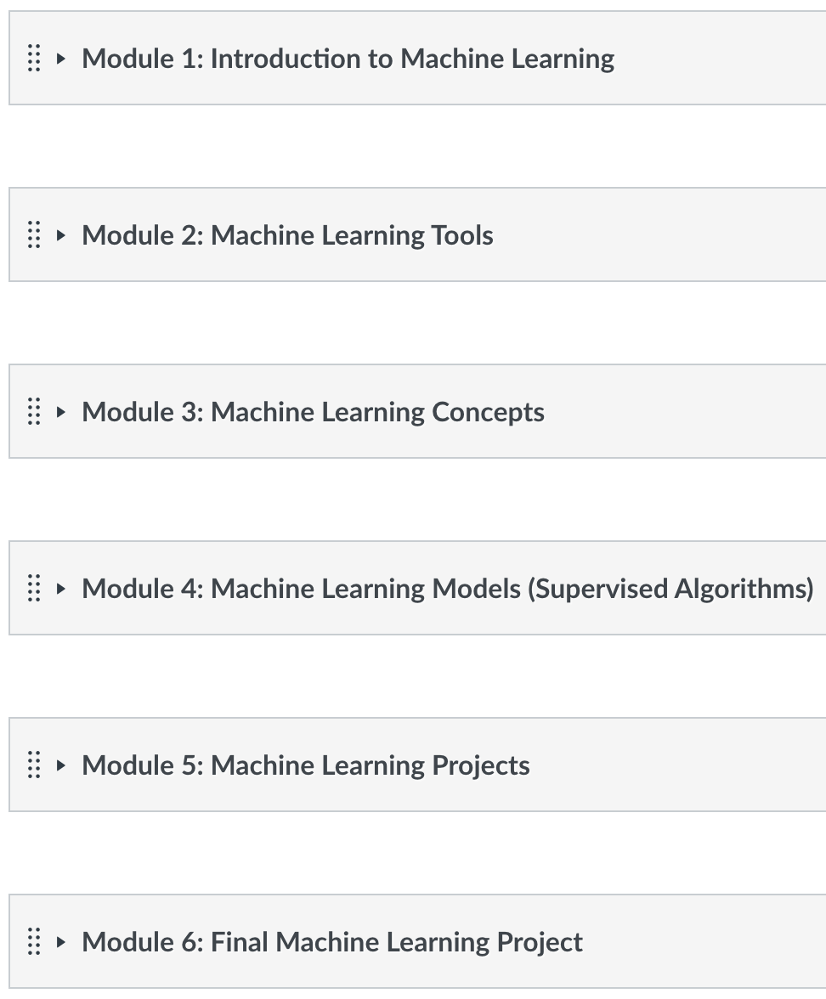 Module 1: Introduction to Machine Learning
Module 2: Machine Learning Tools
Module 3: Machine Learning Concepts
Module 4: Machine Learning Models (Supervised Algorithms)
Module 5: Machine Learning Projects
Module 6: Final Machine Learning Project